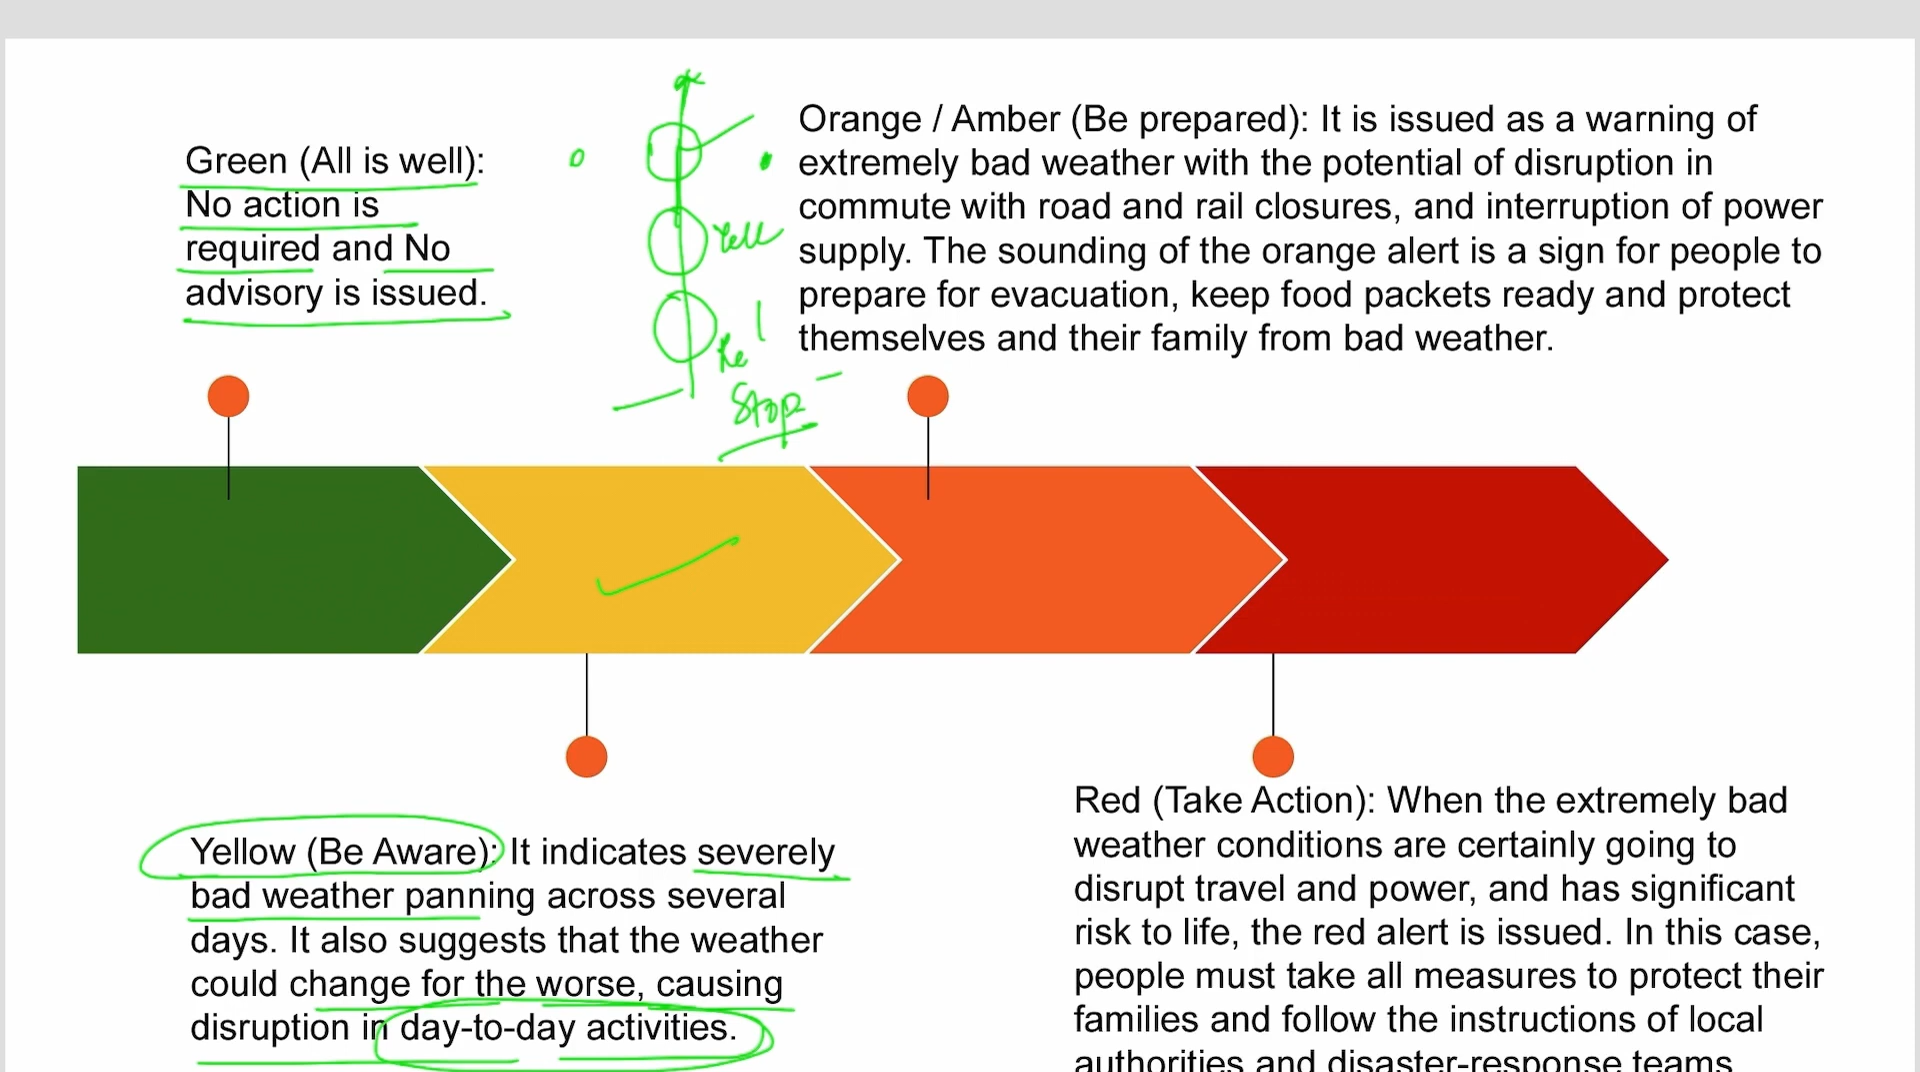 Green (All is well):
No action is
required and No
advisory is issued.
Yell
Re
Stop
Orange / Amber (Be prepared): It is issued as a warning of
extremely bad weather with the potential of disruption in
commute with road and rail closures, and interruption of power
supply. The sounding of the orange alert is a sign for people to
prepare for evacuation, keep food packets ready and protect
themselves and their family from bad weather.
Yellow (Be Aware): It indicates severely
bad weather panning across several
days. It also suggests that the weather
could change for the worse, causing
disruption in day-to-day activities.
Red (Take Action): When the extremely bad
weather conditions are certainly going to
disrupt travel and power, and has significant
risk to life, the red alert is issued. In this case,
people must take all measures to protect their
families and follow the instructions of local
authorities and disaster-response teams